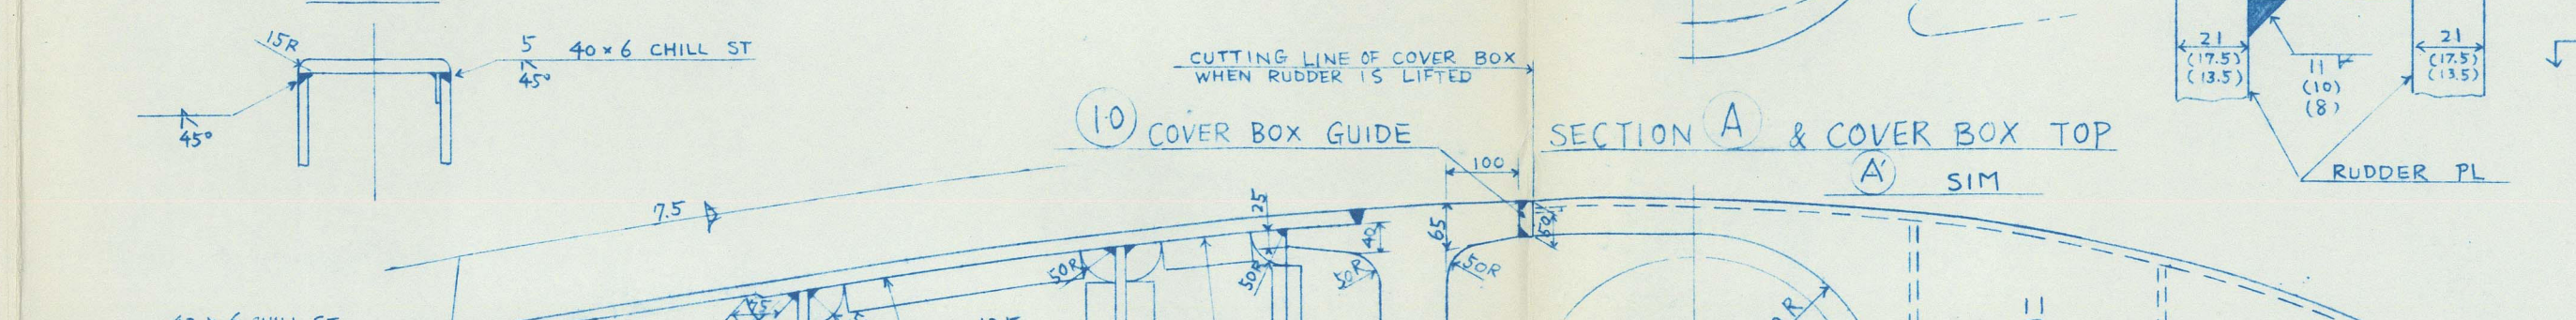 15R
5
40×6 CHILL ST
45°
45°
CUTTING LINE OF COVER BOX
WHEN RUDDER IS LIFTED
10 COVER BOX GUIDE
SECTION A & COVER BOX TOP
A' SIM
21
(17.5)
(13.5)
11
(10)
(8)
21
(17.5)
(13.5)
RUDDER PL
100
7.5
25
65
40
50
50R
50R
50R
50R
75
R
11